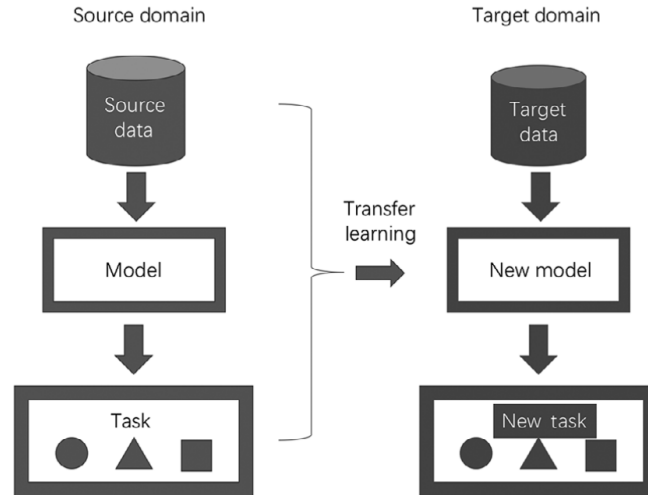 Source domain
Target domain
Source
data
Target
data
Transfer
learning
Model
New model
Task
New task